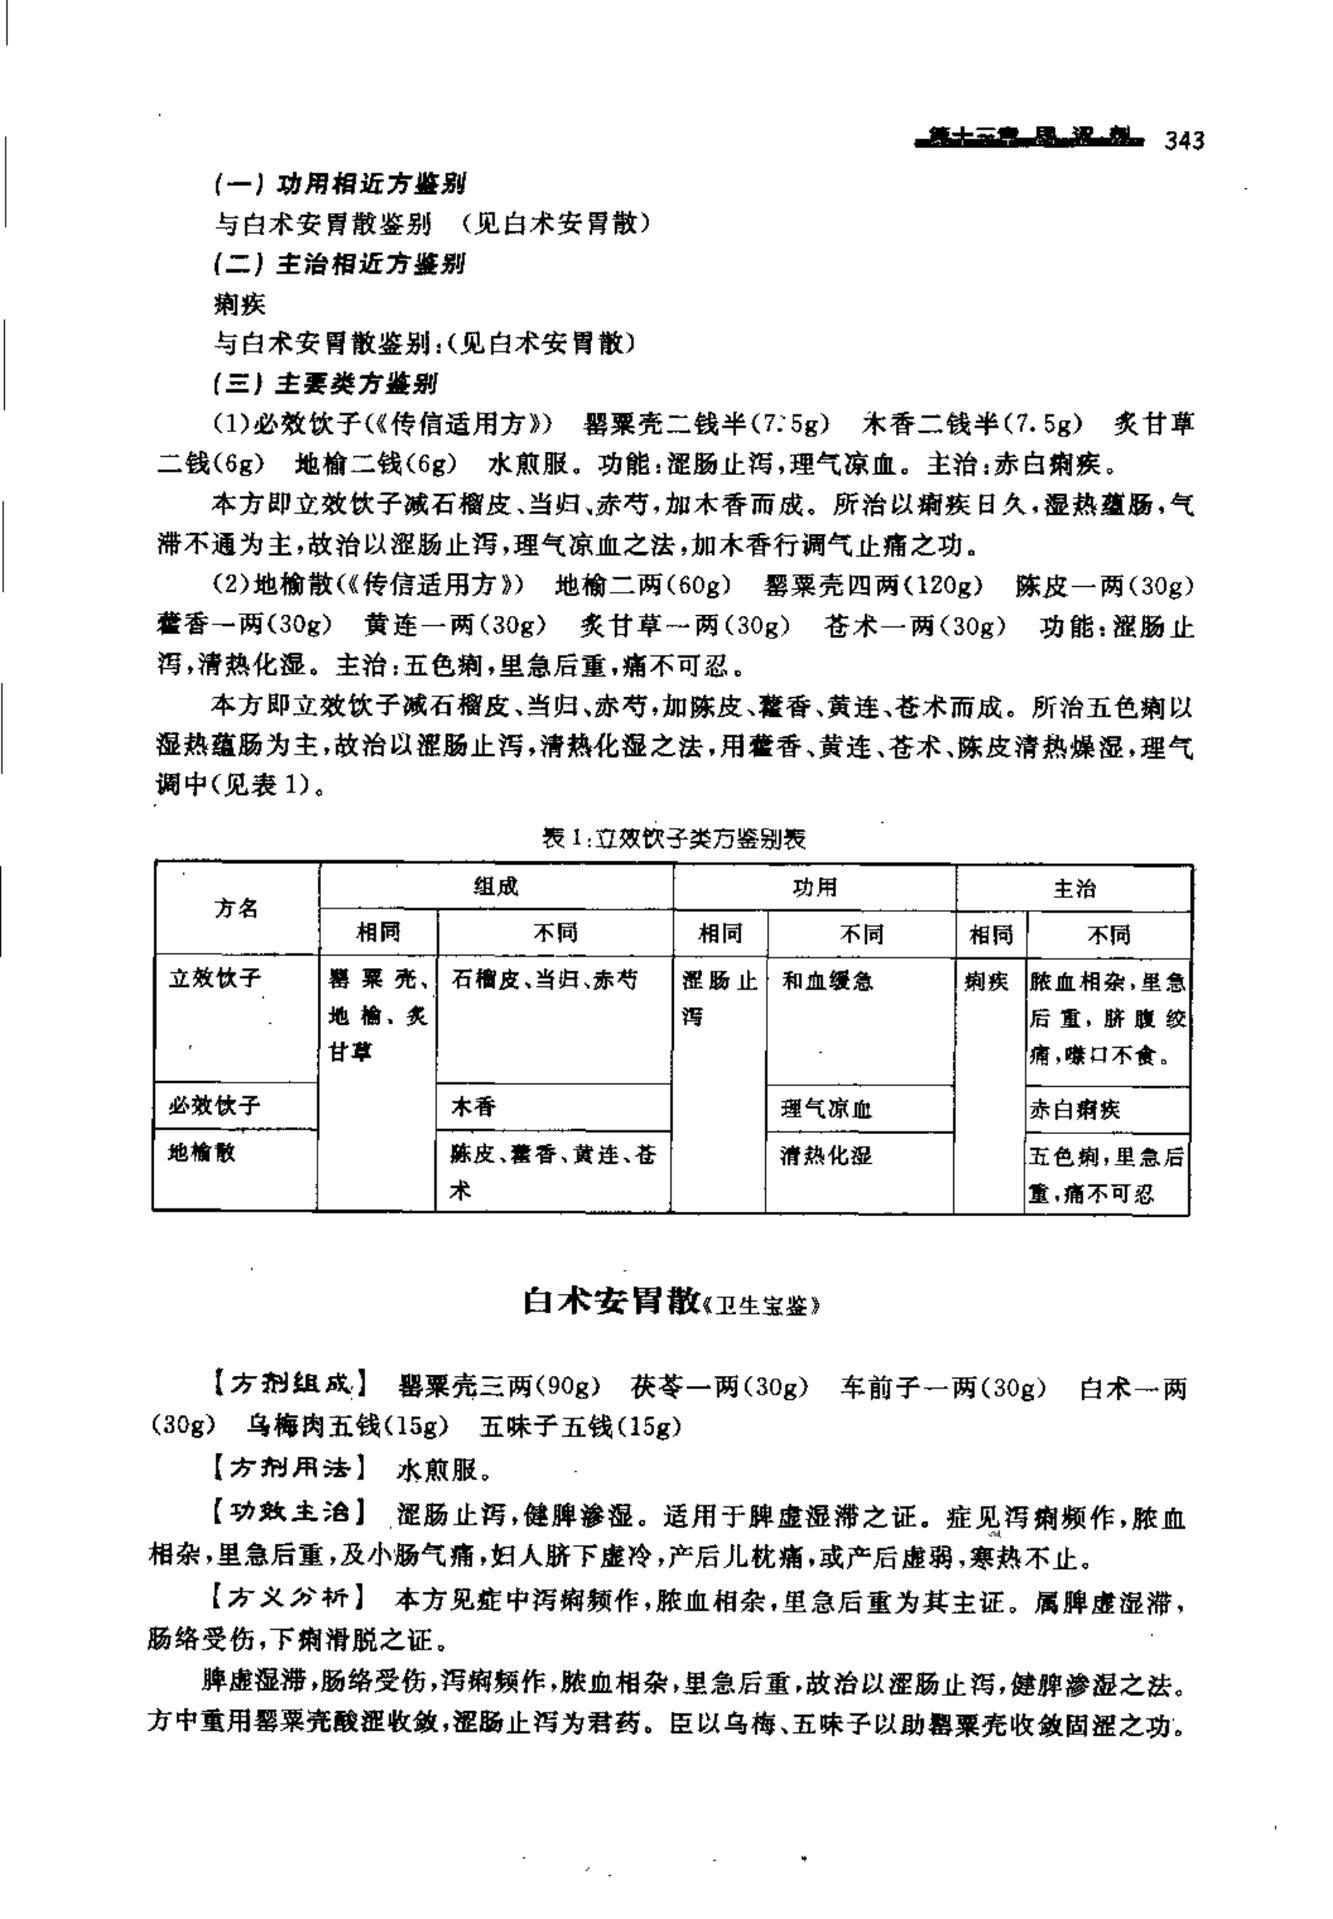 第十三章 固涩剂 343
(一) 功用相近方鉴别
与白术安胃散鉴别 (见白术安胃散)
(二) 主治相近方鉴别
痢疾
与白术安胃散鉴别:(见白术安胃散)
(三) 主要类方鉴别
(1)必效饮子(《传信适用方》) 罂粟壳二钱半(7.5g) 木香二钱半(7.5g) 炙甘草
二钱(6g) 地榆二钱(6g) 水煎服。功能:涩肠止泻,理气凉血。主治:赤白痢疾。
本方即立效饮子减石榴皮、当归、赤芍,加木香而成。所治以痢疾日久,湿热蕴肠,气
滞不通为主,故治以涩肠止泻,理气凉血之法,加木香行调气止痛之功。
(2)地榆散(《传信适用方》) 地榆二两(60g) 罂粟壳四两(120g) 陈皮一两(30g)
藿香一两(30g) 黄连一两(30g) 炙甘草一两(30g) 苍术一两(30g) 功能:涩肠止
泻,清热化湿。主治:五色痢,里急后重,痛不可忍。
本方即立效饮子减石榴皮、当归、赤芍,加陈皮、藿香、黄连、苍术而成。所治五色痢以
湿热蕴肠为主,故治以涩肠止泻,清热化湿之法,用藿香、黄连、苍术、陈皮清热燥湿,理气
调中(见表1)。
表1:立效饮子类方鉴别表
方名 组成 功用 主治
相同 不同 相同 不同 相同 不同
立效饮子 罂粟壳、 石榴皮、当归、赤芍 涩肠止 和血缓急 痢疾 脓血相杂,里急
地榆、炙 泻 后重,脐腹绞
甘草 痛,噤口不食。
必效饮子 木香 理气凉血 赤白痢疾
地榆散 陈皮、藿香、黄连、苍 清热化湿 五色痢,里急后
术 重,痛不可忍
白术安胃散《卫生宝鉴》
【方剂组成】 罂粟壳三两(90g) 茯苓一两(30g) 车前子一两(30g) 白术一两
(30g) 乌梅肉五钱(15g) 五味子五钱(15g)
【方剂用法】 水煎服。
【功效主治】 涩肠止泻,健脾渗湿。适用于脾虚湿滞之证。症见泻痢频作,脓血
相杂,里急后重,及小肠气痛,妇人脐下虚冷,产后儿枕痛,或产后虚弱,寒热不止。
【方义分析】 本方见症中泻痢频作,脓血相杂,里急后重为其主证。属脾虚湿滞,
肠络受伤,下痢滑脱之证。
脾虚湿滞,肠络受伤,泻痢频作,脓血相杂,里急后重,故治以涩肠止泻,健脾渗湿之法。
方中重用罂粟壳酸涩收敛,涩肠止泻为君药。臣以乌梅、五味子以助罂粟壳收敛固涩之功。